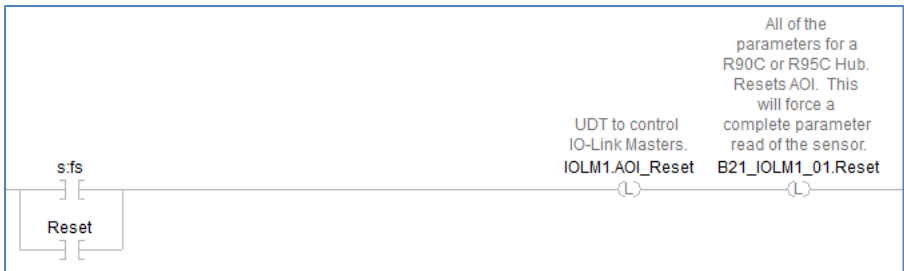 All of the
parameters for a
R90C or R95C Hub.
Resets AOI. This
will force a
UDT to control complete parameter
IO-Link Masters. read of the sensor.
s:fs IOLM1.AOI_Reset B21_IOLM1_01.Reset
L L
Reset